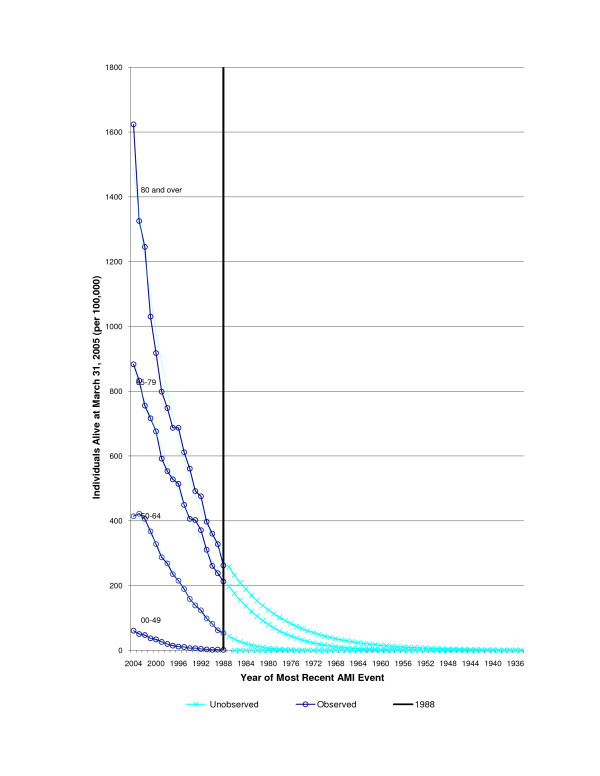 1800
1600
80 and over
1400
1200
1000
800
65-79
600
400
50-64
200
00-49
0
Individuals Alive at March 31, 2005 (per 100,000)
2004 2000 1996 1992 1988 1984 1980 1976 1972 1968 1964 1960 1956 1952 1948 1944 1940 1936
Year of Most Recent AMI Event
Unobserved Observed 1988